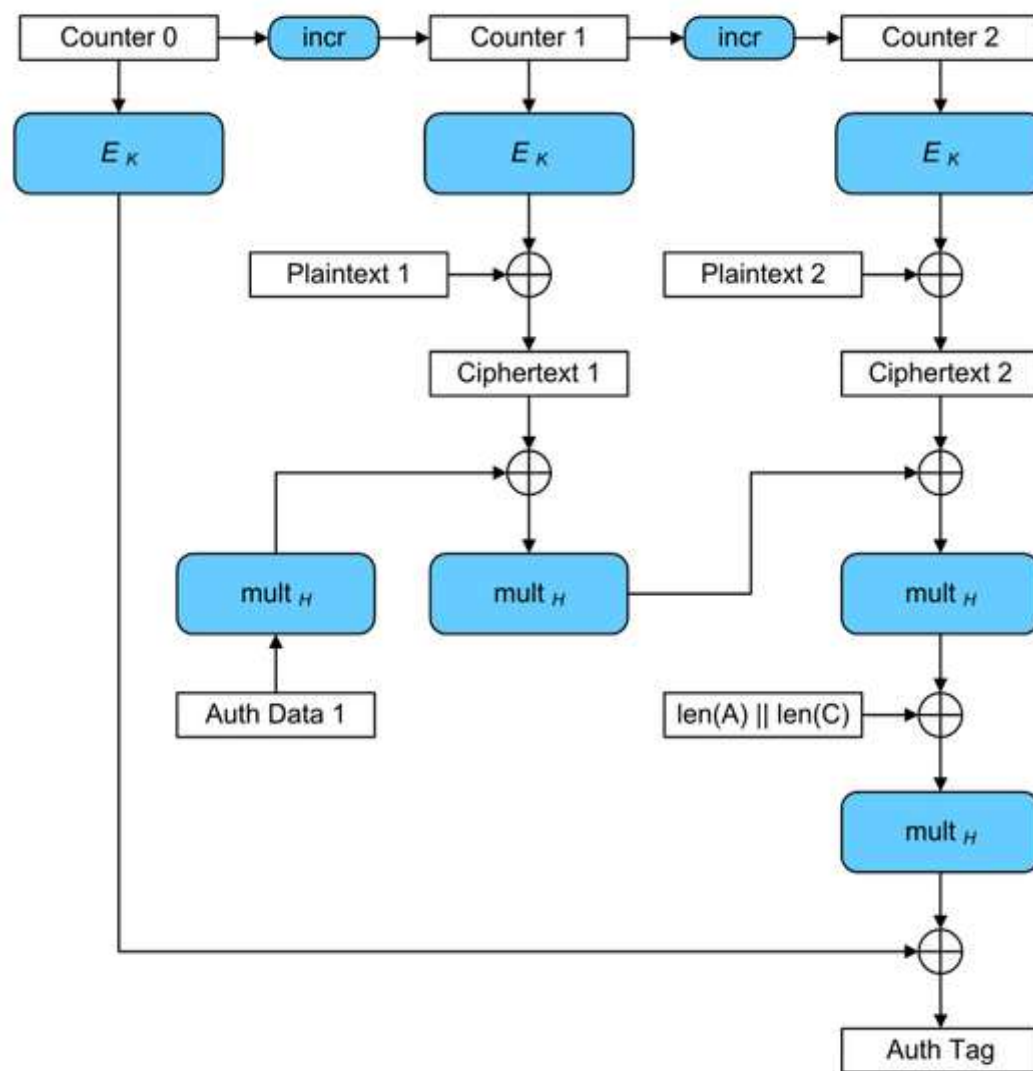 Counter 0
incr
Counter 1
incr
Counter 2
E K
E K
E K
Plaintext 1
Plaintext 2
Ciphertext 1
Ciphertext 2
mult H
mult H
mult H
Auth Data 1
len(A) || len(C)
mult H
Auth Tag